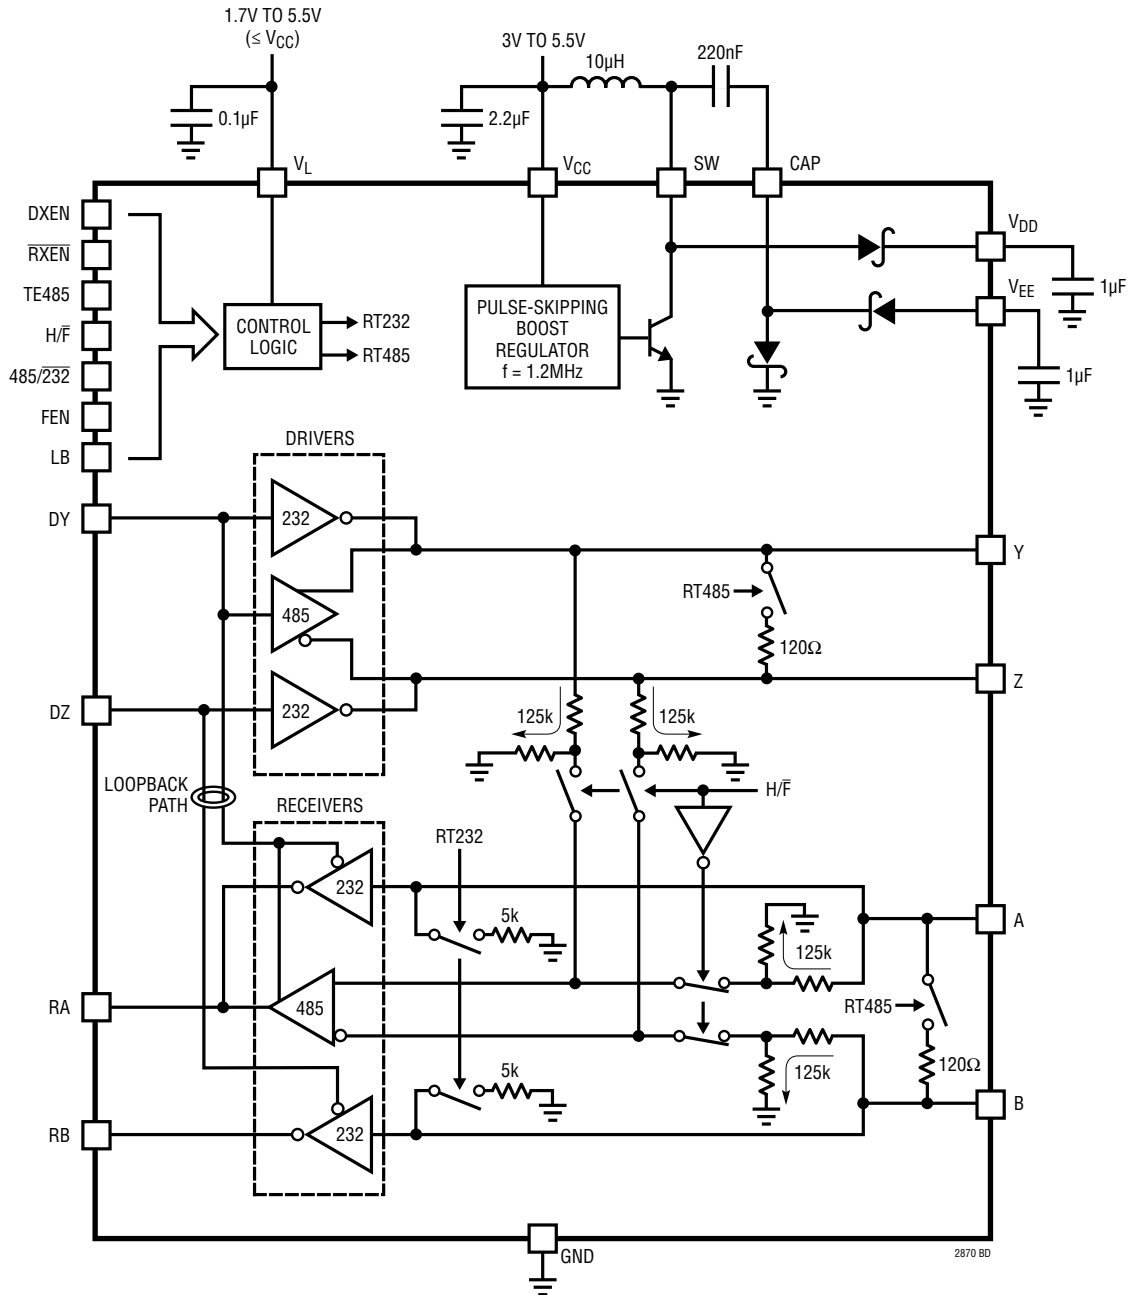 1.7V TO 5.5V
(≤ VCC)
3V TO 5.5V
10µH
220nF
0.1µF
2.2µF
VL
VCC
SW
CAP
DXEN
R̅X̅E̅N̅
TE485
H/F̅
485/2̅3̅2̅
FEN
LB
VDD
1µF
VEE
1µF
CONTROL
LOGIC
RT232
RT485
PULSE-SKIPPING
BOOST
REGULATOR
f = 1.2MHz
DRIVERS
DY
232
Y
485
RT485
120Ω
Z
DZ
232
125k
125k
LOOPBACK
PATH
H/F̅
RECEIVERS
RT232
232
5k
A
125k
RA
485
RT485
120Ω
125k
5k
B
RB
232
GND
2870 BD